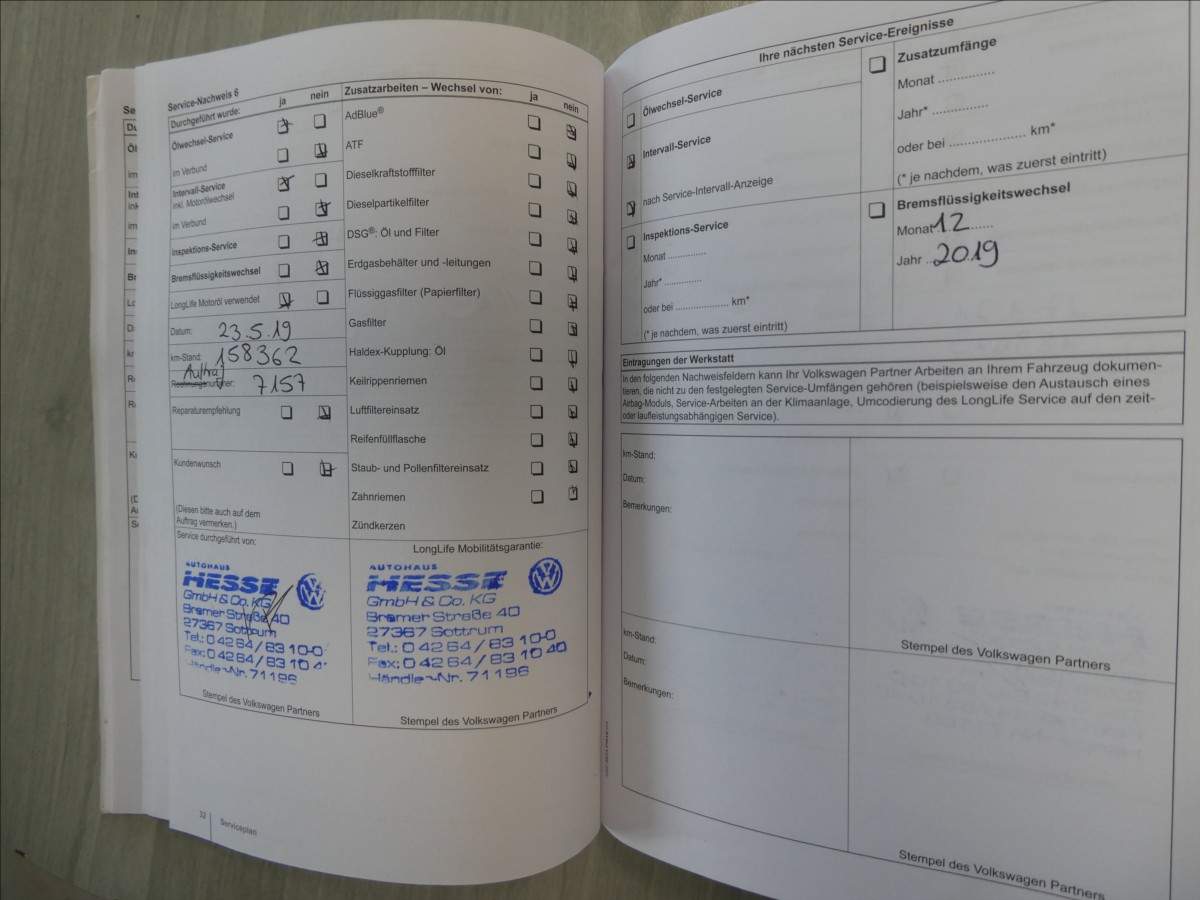 Service-Nachweis 6
Durchgeführt wurde: ja nein
Ölwechsel-Service
im Verbund
Intervall-Service
inkl. Motorölwechsel
im Verbund
Inspektions-Service
Bremsflüssigkeitswechsel
LongLife Motoröl verwendet
Datum: 23.5.19
km-Stand: 158362
Auftrag
Rechnungsnummer: 7157
Reparaturempfehlung
Kundenwunsch
(Diesen bitte auch auf dem
Auftrag vermerken.)
Service durchgeführt von:
AUTOHAUS
HESSE
GmbH & Co. KG
Bremer Straße 40
27367 Sottrum
Tel.: 0 42 64 / 83 10-0
Fax: 0 42 64 / 83 10 4
Händler-Nr. 71196
Stempel des Volkswagen Partners
Zusatzarbeiten – Wechsel von: ja nein
AdBlue®
ATF
Dieselkraftstofffilter
Dieselpartikelfilter
DSG®: Öl und Filter
Erdgasbehälter und -leitungen
Flüssiggasfilter (Papierfilter)
Gasfilter
Haldex-Kupplung: Öl
Keilrippenriemen
Luftfiltereinsatz
Reifenfüllflasche
Staub- und Pollenfiltereinsatz
Zahnriemen
Zündkerzen
LongLife Mobilitätsgarantie:
AUTOHAUS
HESSE
GmbH & Co. KG
Bremer Straße 40
27367 Sottrum
Tel.: 0 42 64 / 83 10-0
Fax: 0 42 64 / 83 10 40
Händler-Nr. 71196
Stempel des Volkswagen Partners
32 Serviceplan
Ihre nächsten Service-Ereignisse
Ölwechsel-Service
Intervall-Service
nach Service-Intervall-Anzeige
Inspektions-Service
Monat ..............
Jahr* ..............
oder bei .................... km*
(* je nachdem, was zuerst eintritt)
Zusatzumfänge
Monat ..............
Jahr* ..............
oder bei .................... km*
(* je nachdem, was zuerst eintritt)
Bremsflüssigkeitswechsel
Monat 12
Jahr 2019
Eintragungen der Werkstatt
In den folgenden Nachweisfeldern kann Ihr Volkswagen Partner Arbeiten an Ihrem Fahrzeug dokumen-
tieren, die nicht zu den festgelegten Service-Umfängen gehören (beispielsweise den Austausch eines
Airbag-Moduls, Service-Arbeiten an der Klimaanlage, Umcodierung des LongLife Service auf den zeit-
oder laufleistungsabhängigen Service).
km-Stand:
Datum:
Bemerkungen:
Stempel des Volkswagen Partners
km-Stand:
Datum:
Bemerkungen:
Stempel des Volkswagen Partners